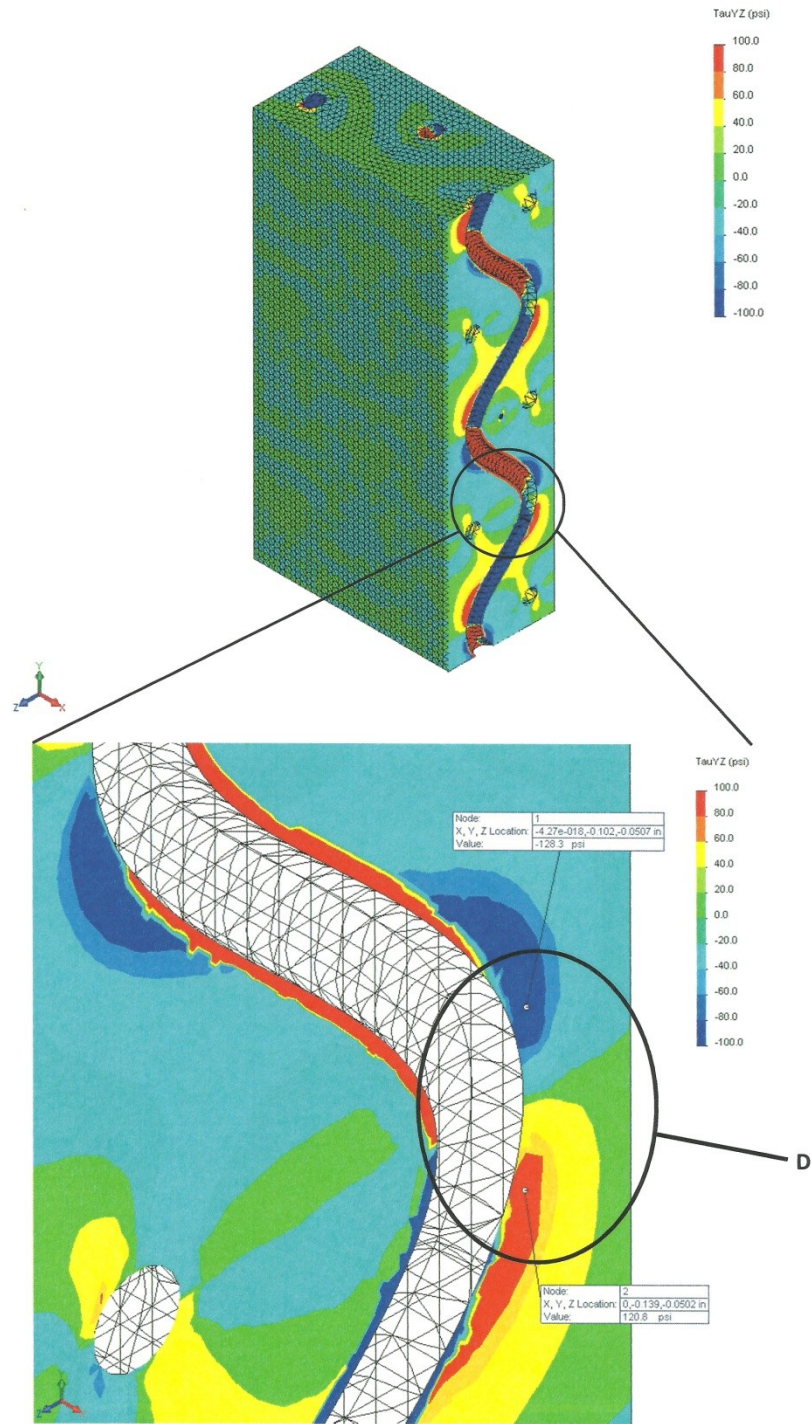 TauYZ (psi)
100.0
80.0
60.0
40.0
20.0
0.0
-20.0
-40.0
-60.0
-80.0
-100.0
Y
Z
X
TauYZ (psi)
100.0
80.0
60.0
40.0
20.0
0.0
-20.0
-40.0
-60.0
-80.0
-100.0
Node: 1
X, Y, Z Location: -4.27e-018,-0.102,-0.0507 in
Value: -128.3 psi
D
Node: 2
X, Y, Z Location: 0,-0.139,-0.0502 in
Value: 120.8 psi